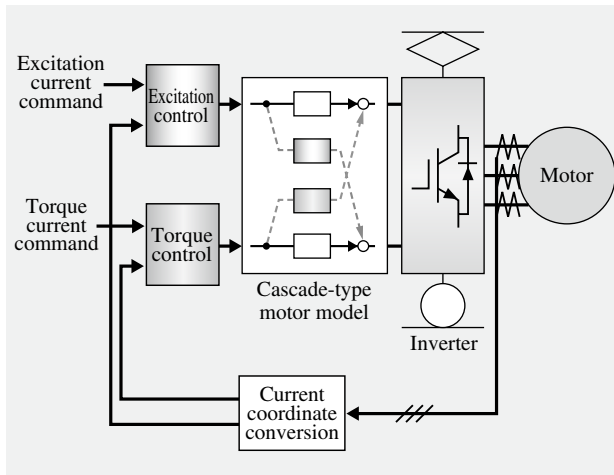 Excitation
current
command
Excitation
control
Torque
current
command
Torque
control
Cascade-type
motor model
Inverter
Motor
Current
coordinate
conversion